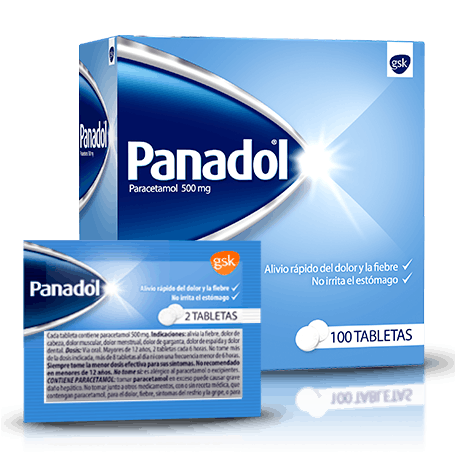 gsk
Panadol®
Paracetamol 500 mg
Alivio rápido del dolor y la fiebre
No irrita el estómago
100 TABLETAS
Panadol
gsk
Panadol
Alivio rápido del dolor y la fiebre
No irrita el estómago
2 TABLETAS
Cada tableta contiene paracetamol 500 mg. Indicaciones: alivia la fiebre, dolor de
cabeza, dolor muscular, dolor menstrual, dolor de garganta, dolor de espalda y dolor
dental. Dosis: Vía oral. Mayores de 12 años, 2 tabletas cada 6 horas. No tome más
de la dosis indicada, más de 8 tabletas al día ni con una frecuencia menor de 6 horas.
Siempre tome la menor dosis efectiva para sus síntomas. No recomendado
en menores de 12 años. No tome si: es alérgico al paracetamol o excipientes.
CONTIENE PARACETAMOL: tomar paracetamol en exceso puede causar grave
daño hepático. No tomar junto a otros medicamentos, con o sin receta médica, que
contengan paracetamol, para el dolor, fiebre, síntomas del resfrío y la gripe, o para